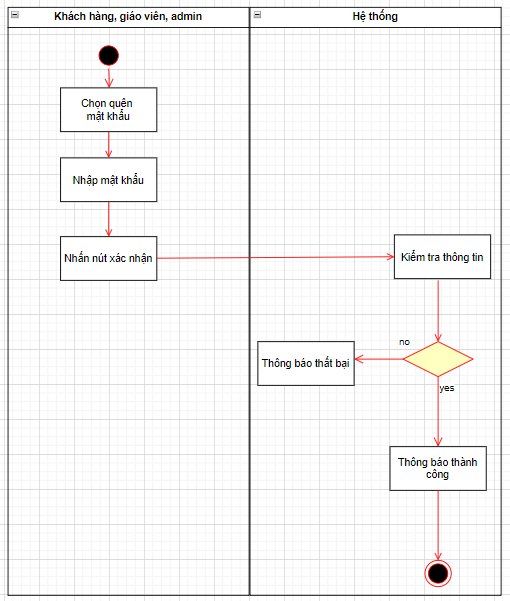 Khách hàng, giáo viên, admin
Hệ thống
Chọn quên
mật khẩu
Nhập mật khẩu
Nhấn nút xác nhận
Kiểm tra thông tin
no
Thông báo thất bại
yes
Thông báo thành
công